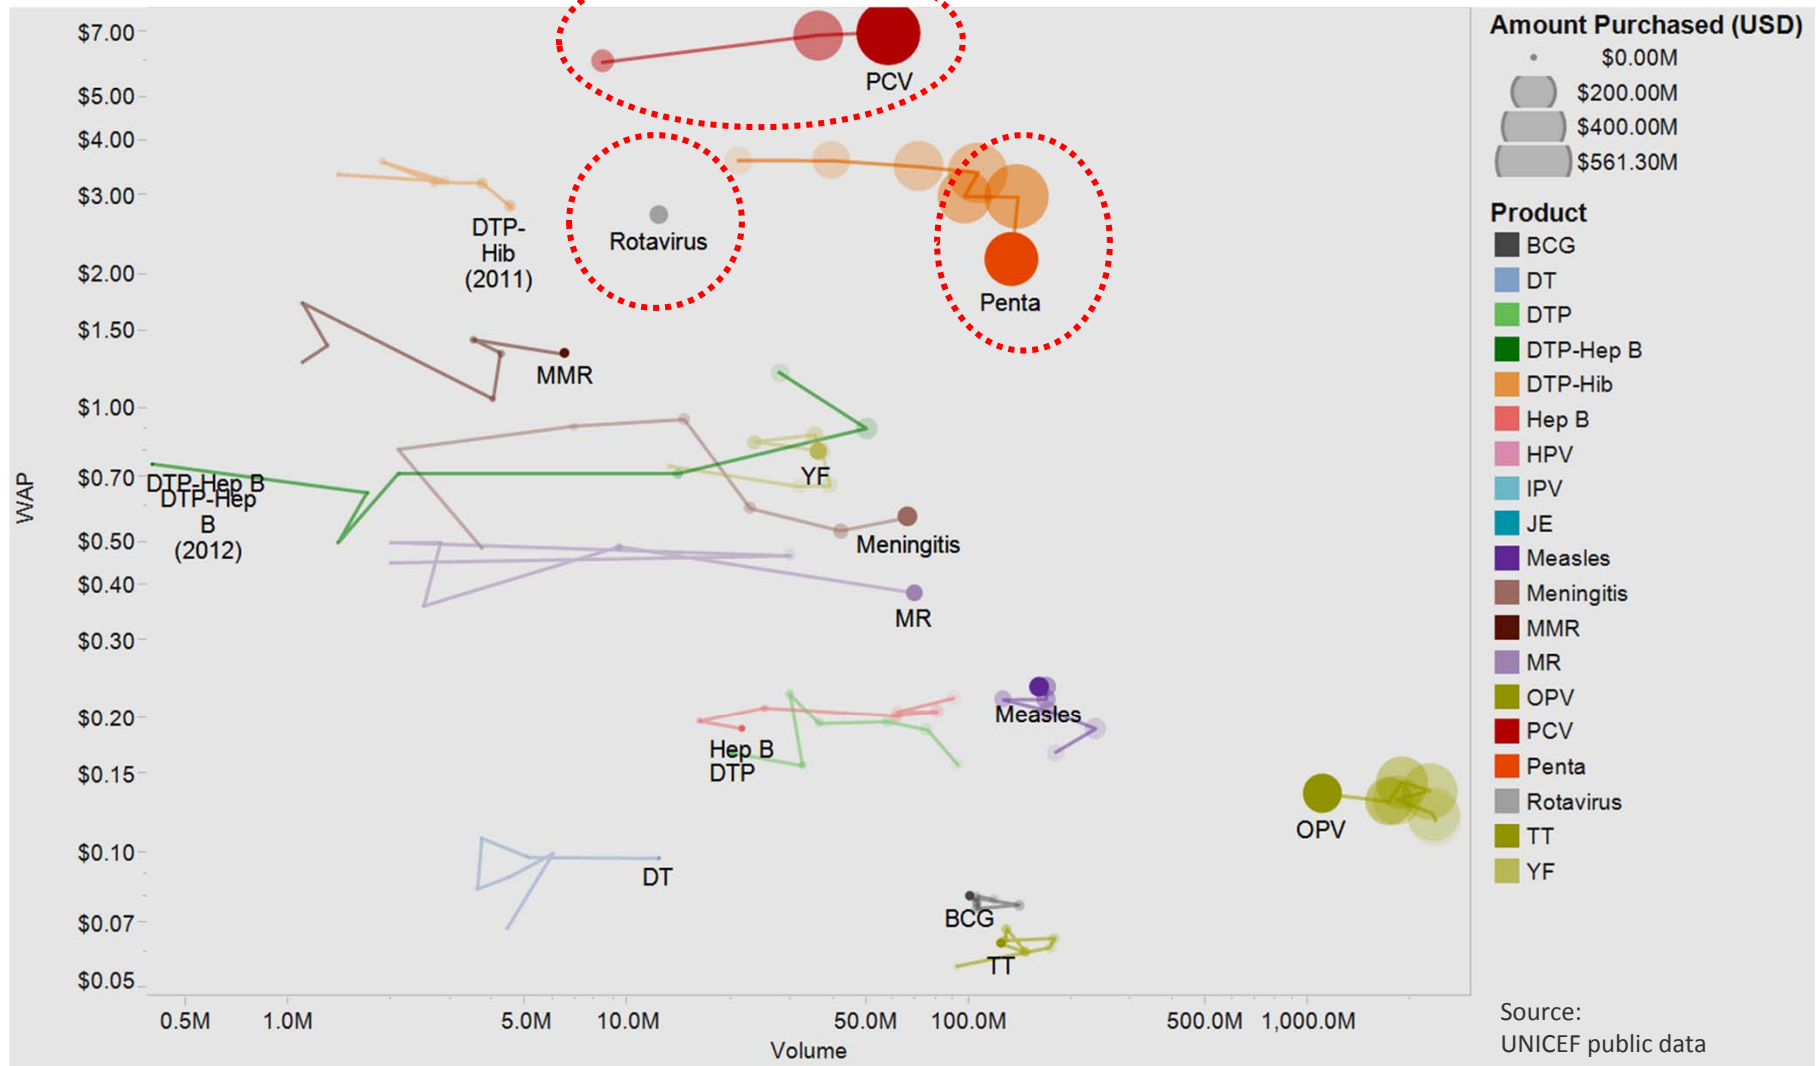 $7.00
$5.00
$4.00
$3.00
$2.00
$1.50
$1.00
$0.70
$0.50
$0.40
$0.30
$0.20
$0.15
$0.10
$0.07
$0.05
WAP
PCV
DTP-
Hib
(2011)
Rotavirus
Penta
MMR
YF
DTP-Hep B
DTP-Hep
B
(2012)
Meningitis
MR
Measles
Hep B
DTP
OPV
DT
BCG
TT
0.5M
1.0M
5.0M
10.0M
50.0M
100.0M
500.0M
1,000.0M
Volume
Amount Purchased (USD)
$0.00M
$200.00M
$400.00M
$561.30M
Product
BCG
DT
DTP
DTP-Hep B
DTP-Hib
Hep B
HPV
IPV
JE
Measles
Meningitis
MMR
MR
OPV
PCV
Penta
Rotavirus
TT
YF
Source:
UNICEF public data